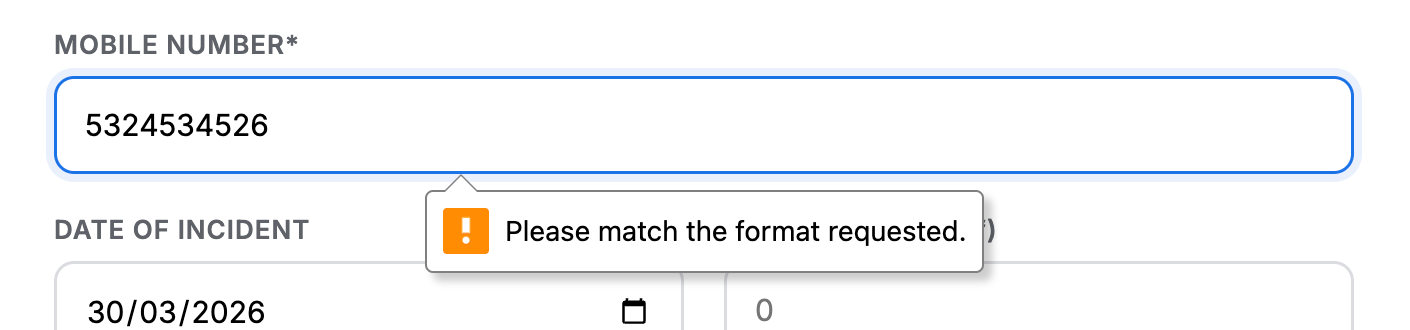 MOBILE NUMBER*
5324534526
Please match the format requested.
DATE OF INCIDENT
30/03/2026
0